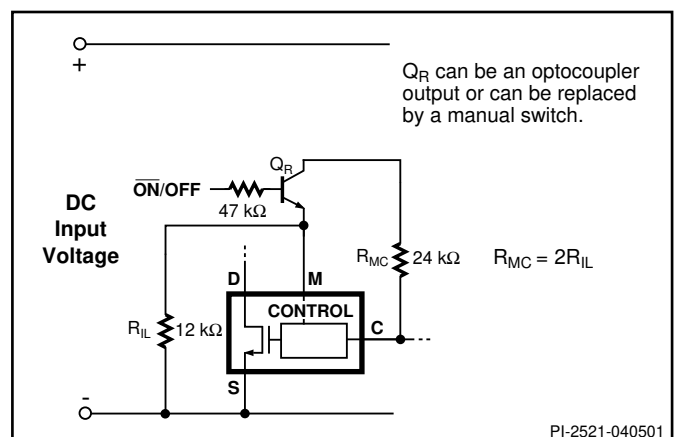 +
QR can be an optocoupler
output or can be replaced
by a manual switch.
QR
ON/OFF
47 kΩ
DC
Input
Voltage
RMC
24 kΩ
RMC = 2RIL
D
M
CONTROL
C
RIL
12 kΩ
S
-
PI-2521-040501